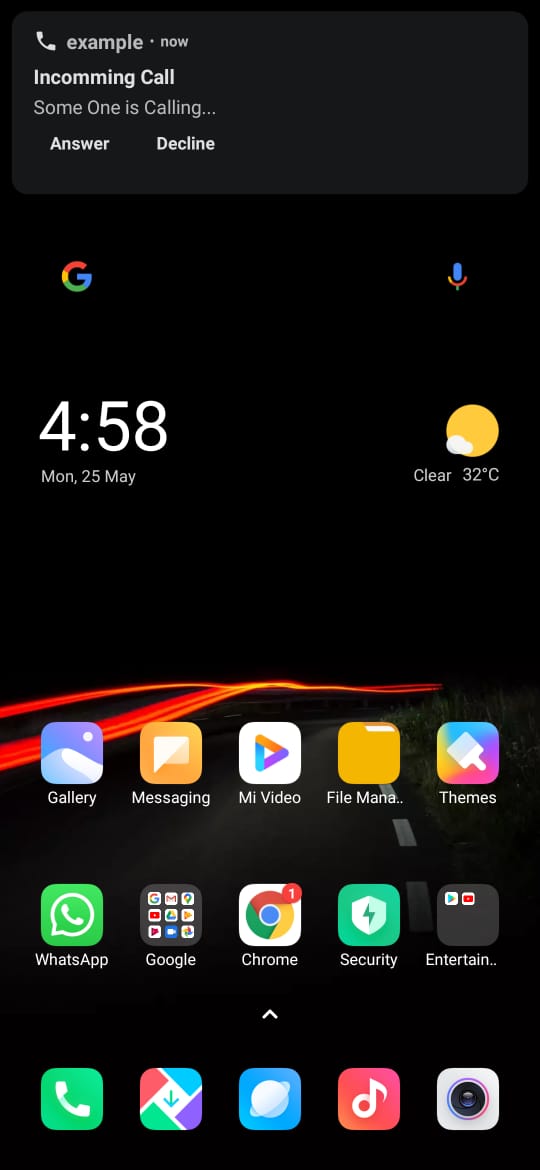 example · now
Incomming Call
Some One is Calling...
Answer Decline
4:58
Mon, 25 May
Clear 32°C
Gallery Messaging Mi Video File Mana.. Themes
1
WhatsApp Google Chrome Security Entertain..